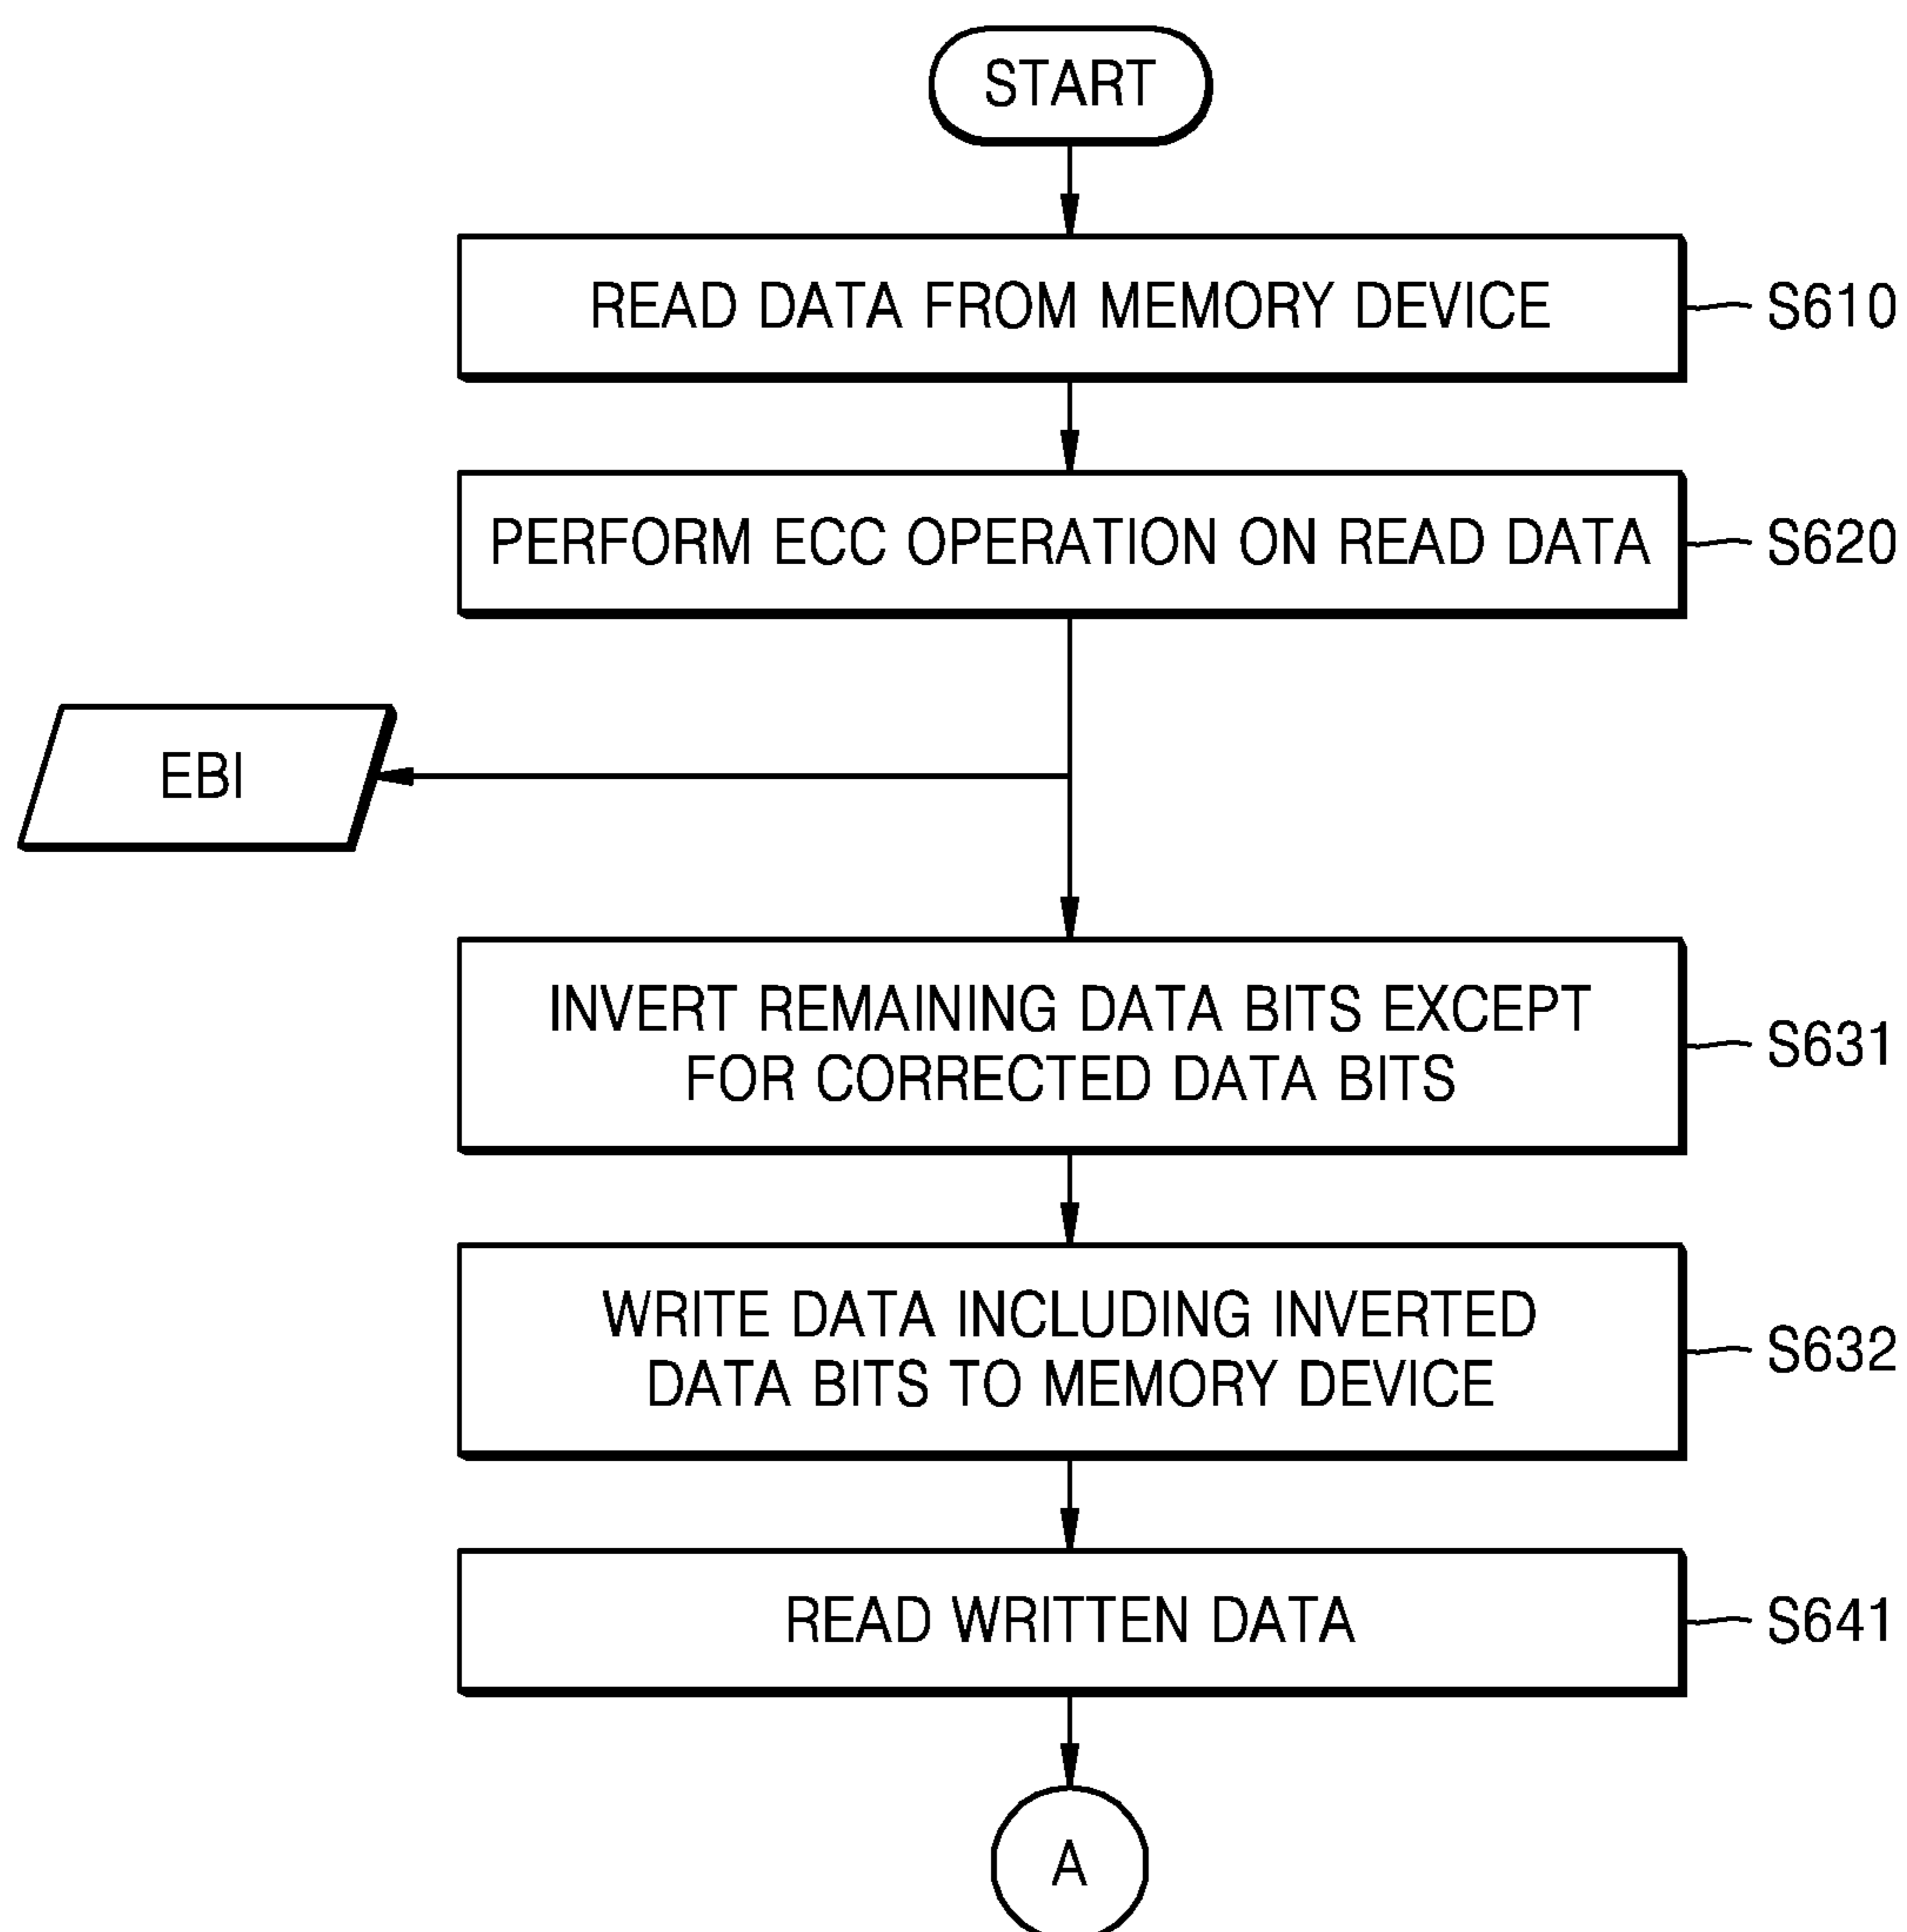 START
READ DATA FROM MEMORY DEVICE
S610
PERFORM ECC OPERATION ON READ DATA
S620
EBI
INVERT REMAINING DATA BITS EXCEPT
FOR CORRECTED DATA BITS
S631
WRITE DATA INCLUDING INVERTED
DATA BITS TO MEMORY DEVICE
S632
READ WRITTEN DATA
S641
A